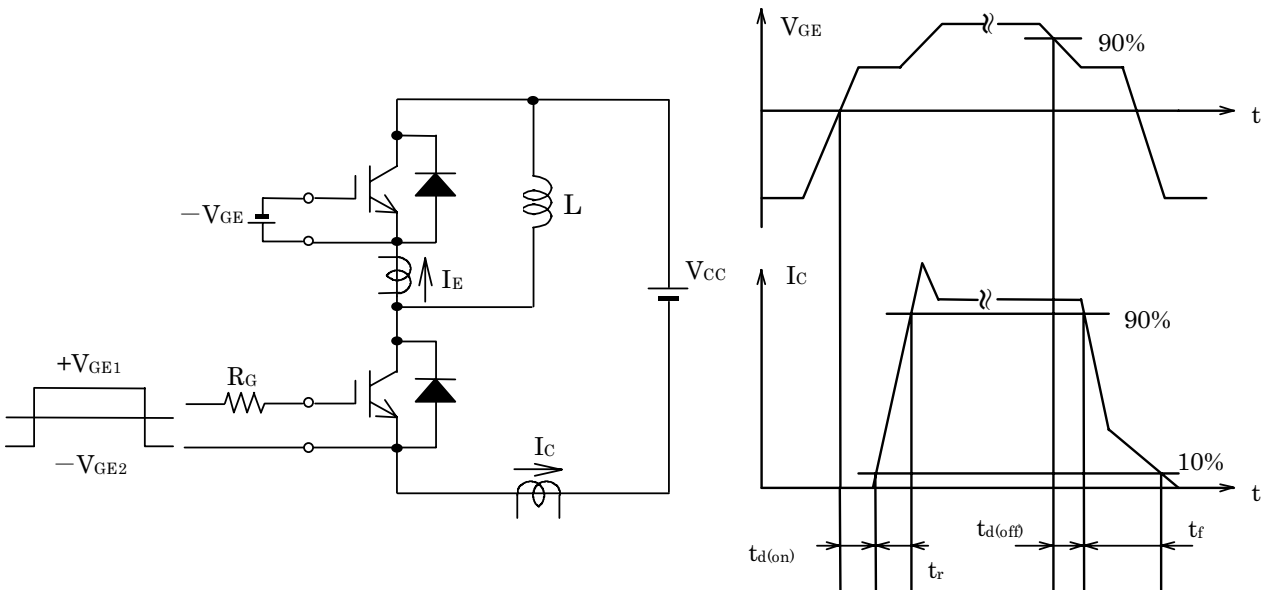 －VGE
L
IE
VCC
+VGE1
RG
－VGE2
IC
VGE
90%
t
IC
90%
10%
t
td(on)
tr
td(off)
tf